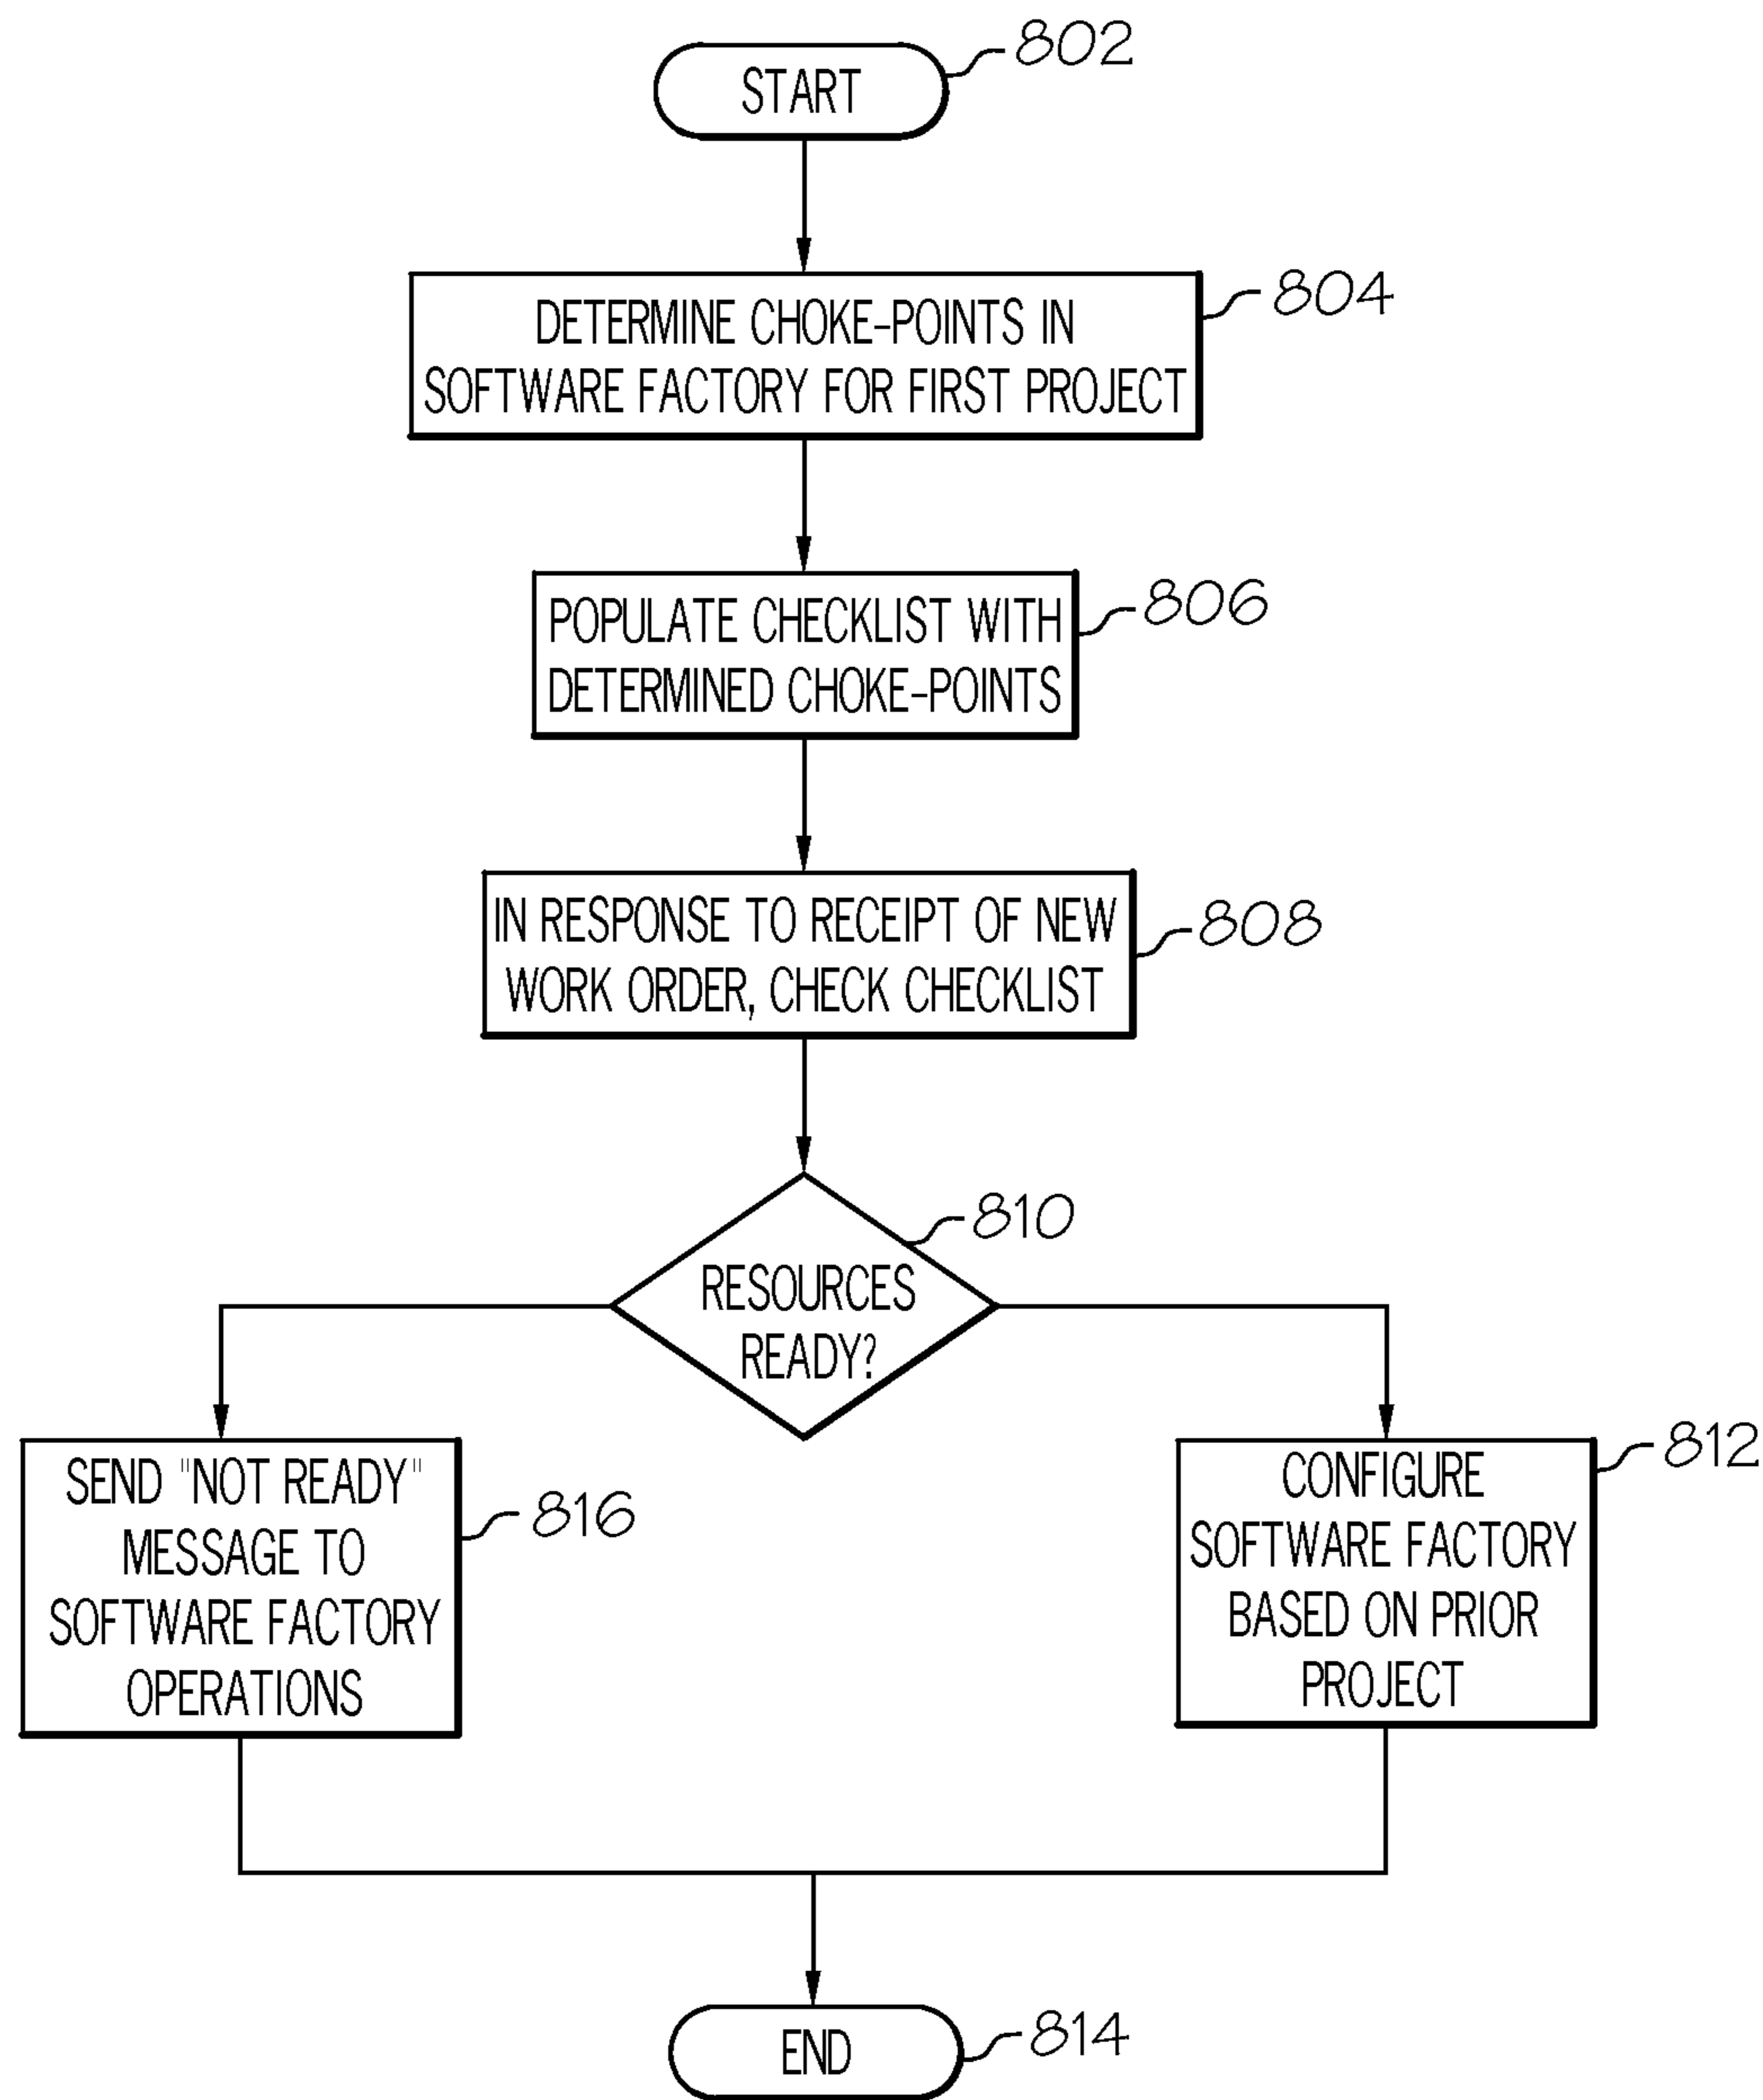 START
802
DETERMINE CHOKE-POINTS IN
SOFTWARE FACTORY FOR FIRST PROJECT
804
POPULATE CHECKLIST WITH
DETERMINED CHOKE-POINTS
806
IN RESPONSE TO RECEIPT OF NEW
WORK ORDER, CHECK CHECKLIST
808
RESOURCES
READY?
810
SEND "NOT READY"
MESSAGE TO
SOFTWARE FACTORY
OPERATIONS
816
CONFIGURE
SOFTWARE FACTORY
BASED ON PRIOR
PROJECT
812
END
814